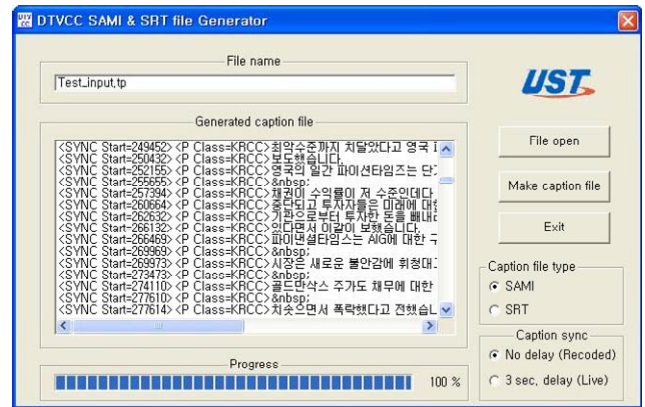 DTV
CC
DTVCC SAMI & SRT file Generator
File name
Test_input.tp
UST
Generated caption file
<SYNC Start=249452><P Class=KRCC>최악수준까지 치달았다고 영국
<SYNC Start=250432><P Class=KRCC>보도했습니다.
<SYNC Start=252155><P Class=KRCC>영국의 일간 파이션타임즈는
<SYNC Start=255655><P Class=KRCC>&nbsp;
<SYNC Start=257394><P Class=KRCC>채권이 수익률이 저 수준인데다
<SYNC Start=260664><P Class=KRCC>중단되고 투자자들은 미래에
<SYNC Start=262632><P Class=KRCC>기관으로부터 투자한 돈을
<SYNC Start=266132><P Class=KRCC>있다면서 이같이 보했습니다.
<SYNC Start=266469><P Class=KRCC>파이낸셜타임스는 AIG에 대한
<SYNC Start=269969><P Class=KRCC>&nbsp;
<SYNC Start=269973><P Class=KRCC>시장은 새로운 불안감에
<SYNC Start=273473><P Class=KRCC>&nbsp;
<SYNC Start=274110><P Class=KRCC>골드만삭스 주가도 채무에 대한
<SYNC Start=277610><P Class=KRCC>&nbsp;
<SYNC Start=277614><P Class=KRCC>치솟으면서 폭락했다고
File open
Make caption file
Exit
Caption file type
SAMI
SRT
Caption sync
No delay (Recoded)
3 sec, delay (Live)
Progress
100 %